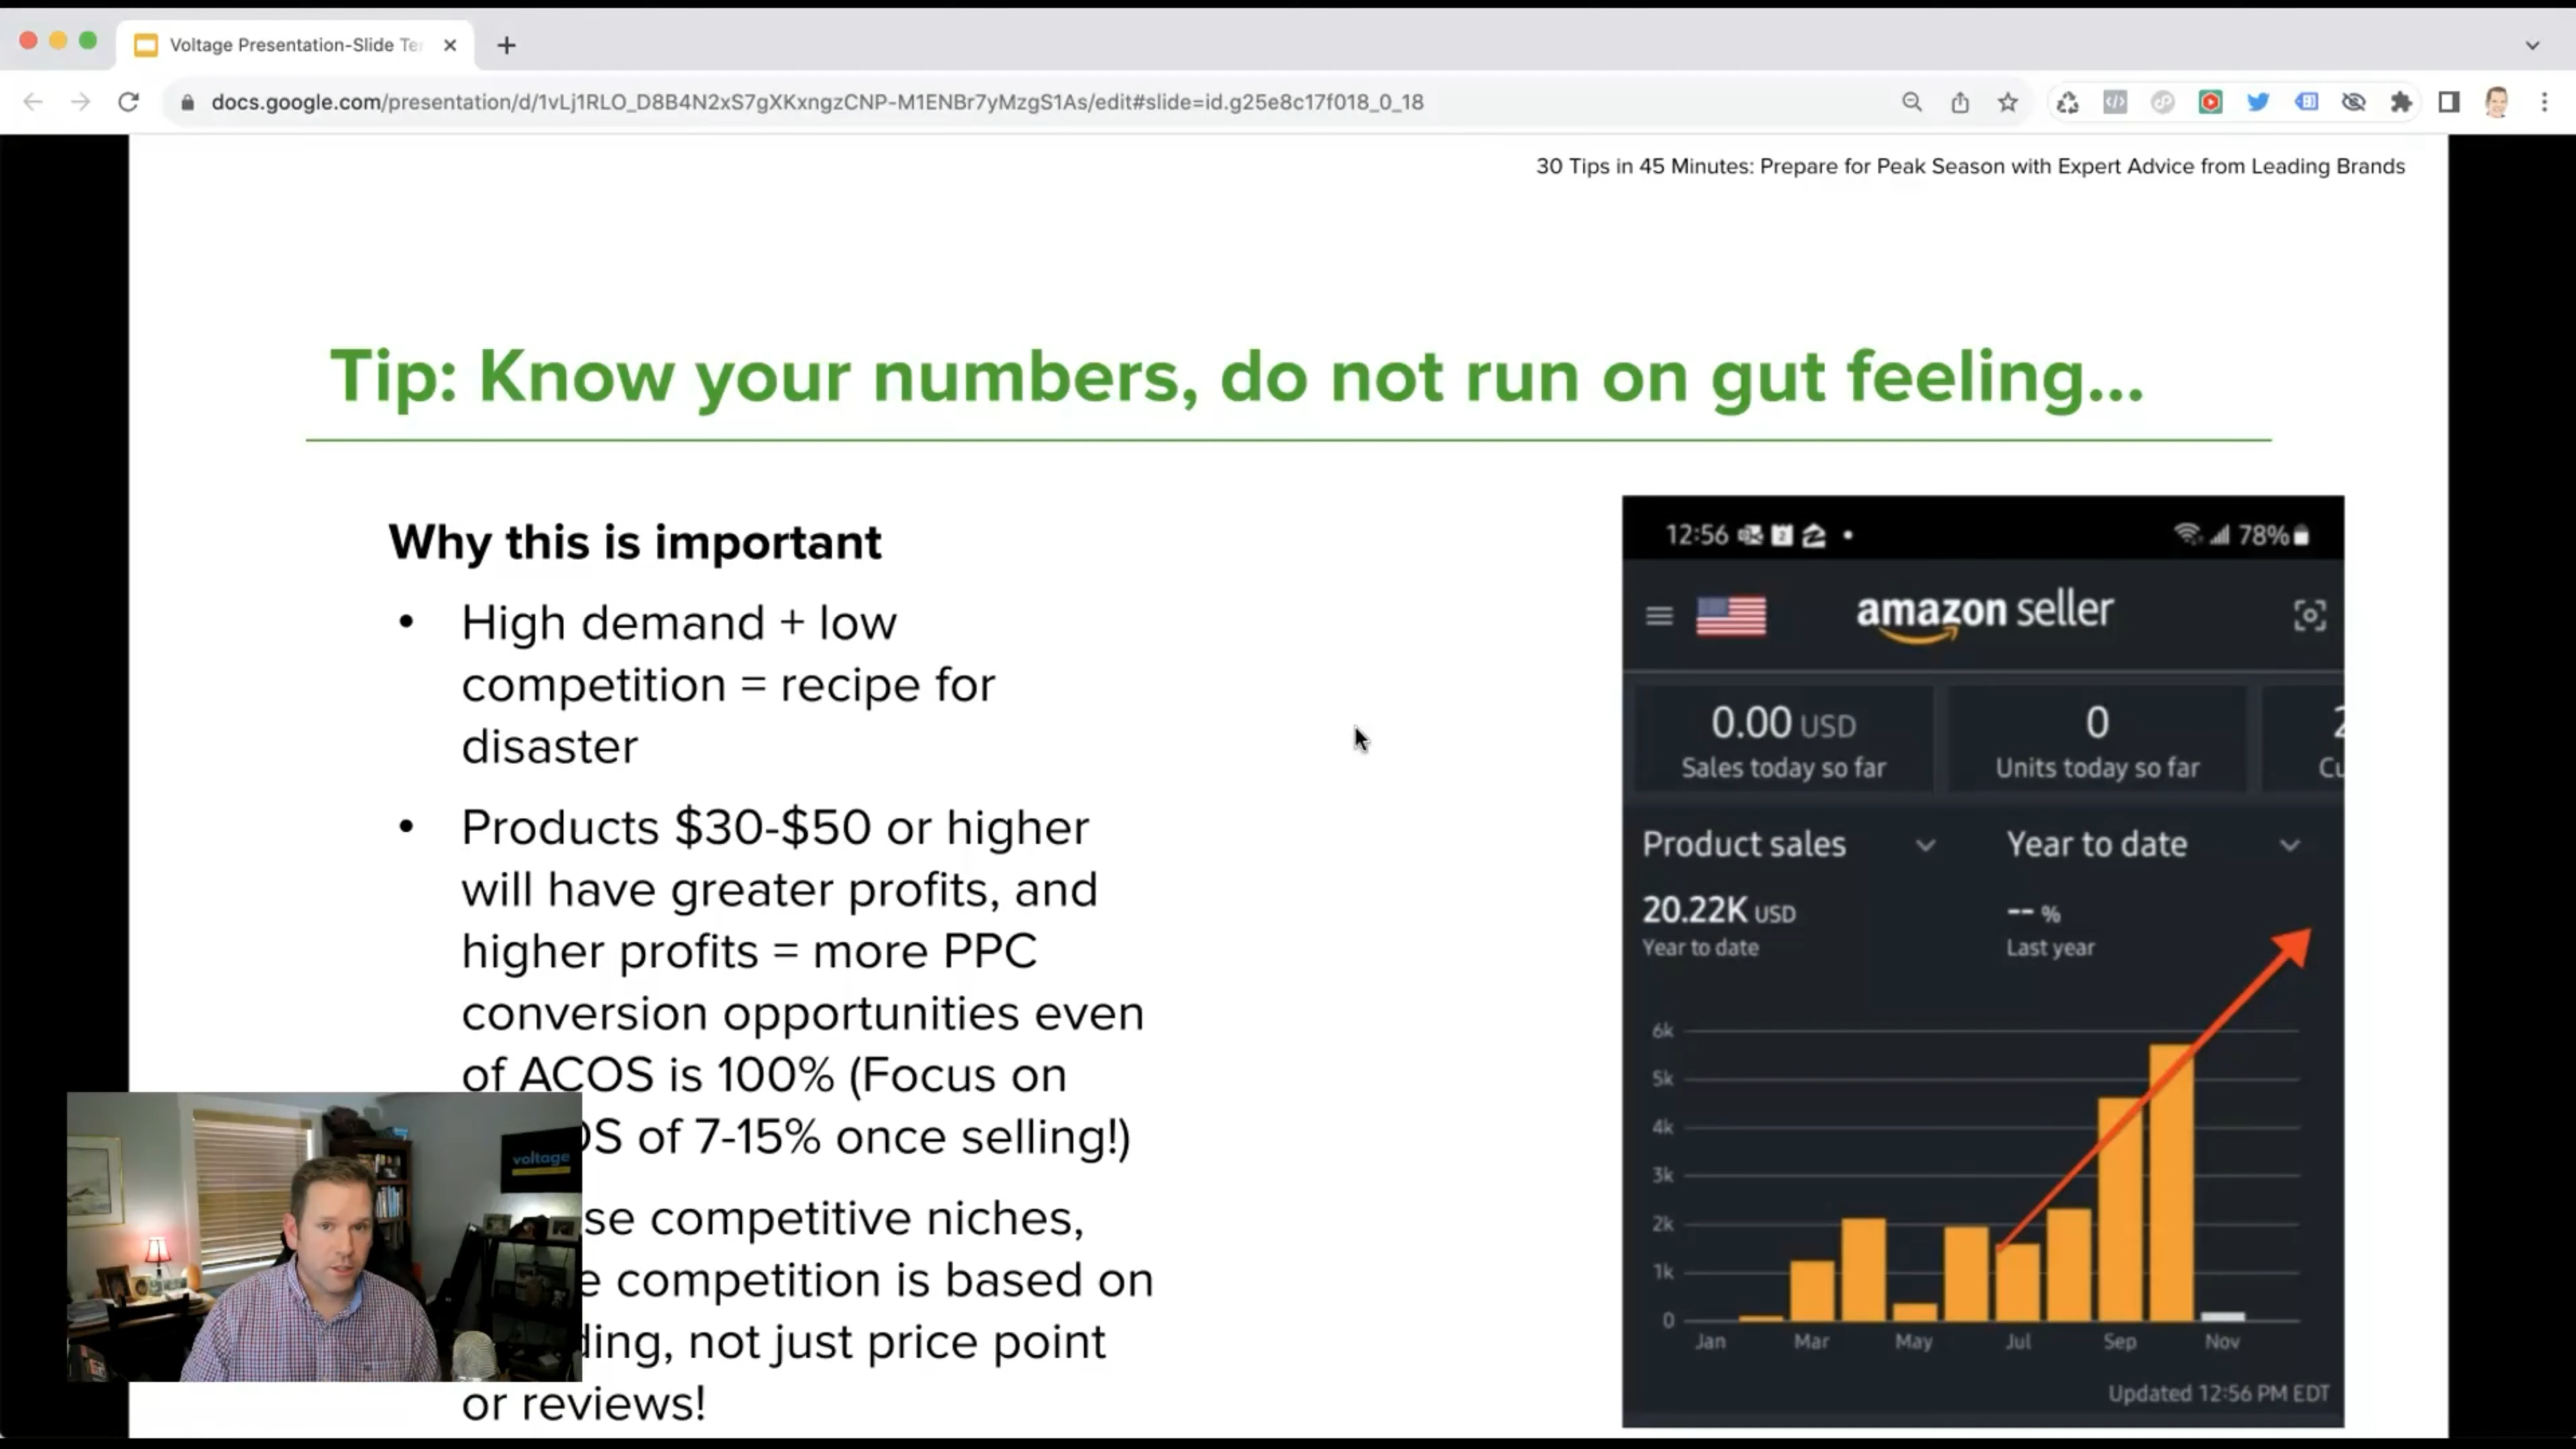 Voltage Presentation-Slide Te
docs.google.com/presentation/d/1vLj1RLO_D8B4N2xS7gXKxngzCNP-M1ENBr7yMzgS1As/edit#slide=id.g25e8c17f018_0_18
30 Tips in 45 Minutes: Prepare for Peak Season with Expert Advice from Leading Brands
Tip: Know your numbers, do not run on gut feeling...
Why this is important
• High demand + low
competition = recipe for
disaster
• Products $30-$50 or higher
will have greater profits, and
higher profits = more PPC
conversion opportunities even
of ACOS is 100% (Focus on
OS of 7-15% once selling!)
se competitive niches,
e competition is based on
ding, not just price point
or reviews!
voltage
12:56
78%
amazon seller
0.00 USD
Sales today so far
0
Units today so far
2
Cu
Product sales
Year to date
20.22K USD
Year to date
-- %
Last year
6k
5k
4k
3k
2k
1k
0
Jan Mar May Jul Sep Nov
Updated 12:56 PM EDT